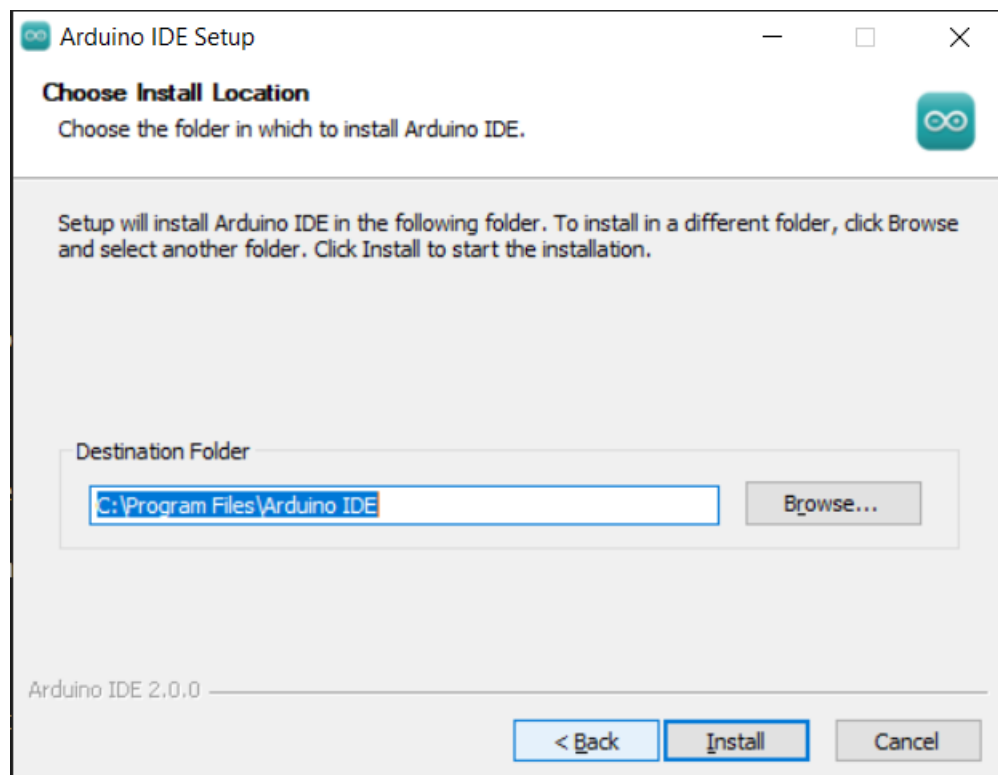 Arduino IDE Setup
Choose Install Location
Choose the folder in which to install Arduino IDE.
Setup will install Arduino IDE in the following folder. To install in a different folder, click Browse
and select another folder. Click Install to start the installation.
Destination Folder
C:\Program Files\Arduino IDE
Browse...
Arduino IDE 2.0.0
< Back
Install
Cancel